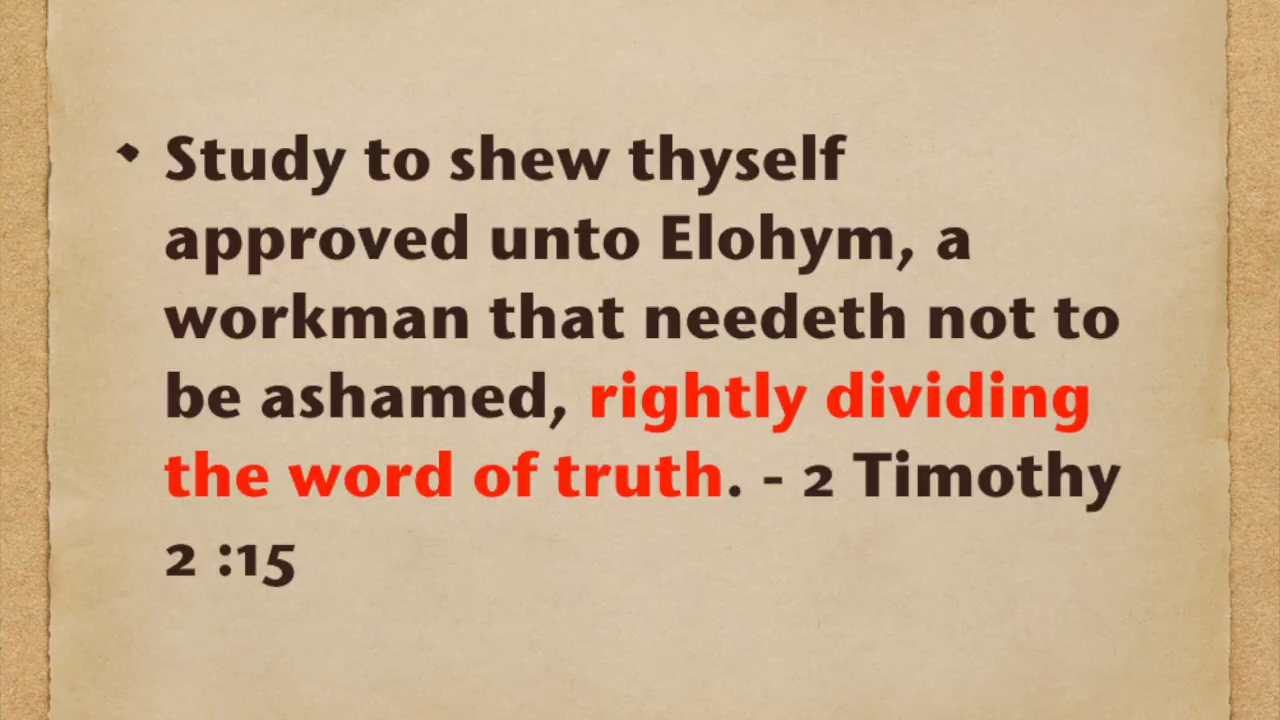 Study to shew thyself
approved unto Elohym, a
workman that needeth not to
be ashamed, rightly dividing
the word of truth. - 2 Timothy
2 :15